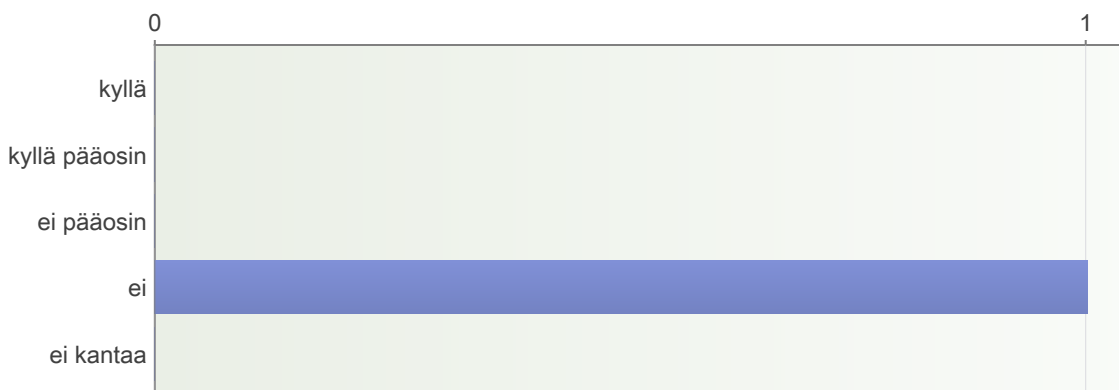 0 1
kyllä
kyllä pääosin
ei pääosin
ei
ei kantaa